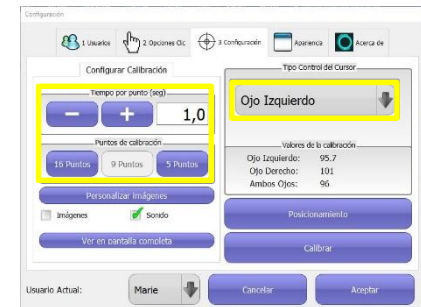 Configuración
1 Usuarios
2 Opciones Clic
3 Configuración
Apariencia
Acerca de
Configurar Calibración
Tiempo por punto (seg)
1,0
Puntos de calibración
16 Puntos
9 Puntos
5 Puntos
Personalizar Imágenes
Imágenes
Sonido
Ver en pantalla completa
Tipo Control del Cursor
Ojo Izquierdo
Valores de la calibración
Ojo Izquierdo: 95.7
Ojo Derecho: 101
Ambos Ojos: 96
Posicionamiento
Calibrar
Usuario Actual:
Marie
Cancelar
Aceptar